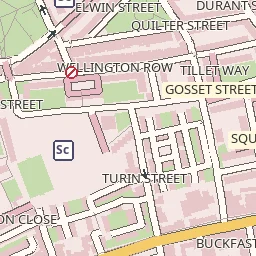 Sc
ELWIN STREET
DURANT S
QUILTER STREET
WELLINGTON ROW
TILLET WAY
GOSSET STREET
STREET
SQU
Sc
TURIN STREET
ON CLOSE
BUCKFAST